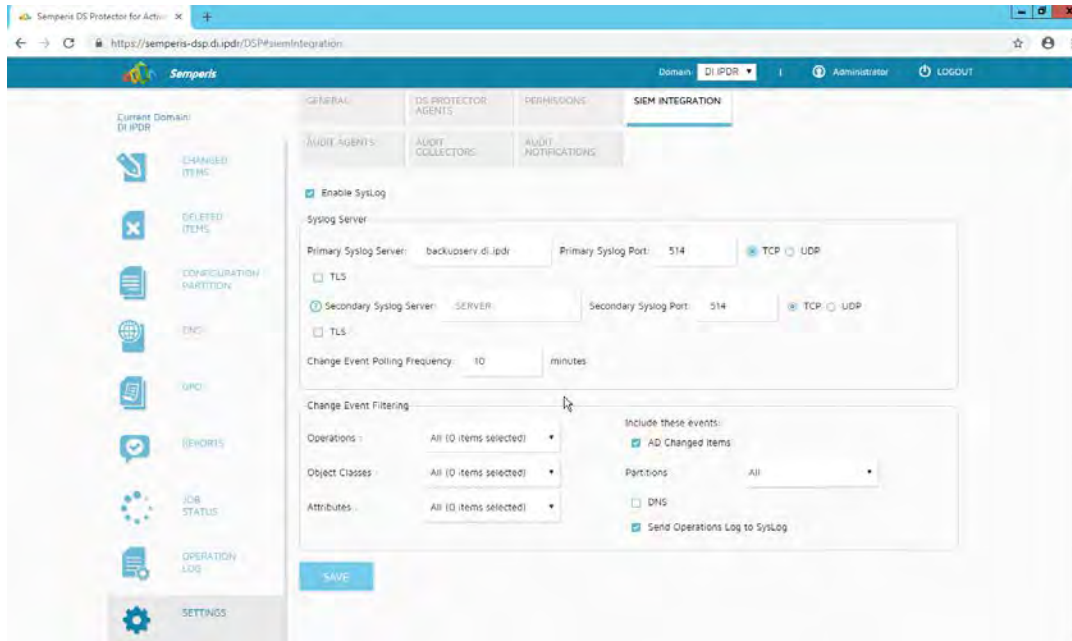 Semperis DS Protector for Activ
https://semperis-dsp.di.ipdr/DSP#siemIntegration
Semperis
Domain: DI.IPDR
Administrator
LOGOUT
Current Domain:
DI.IPDR
GENERAL
DS PROTECTOR
AGENTS
PERMISSIONS
SIEM INTEGRATION
AUDIT AGENTS
AUDIT
COLLECTORS
AUDIT
NOTIFICATIONS
CHANGED
ITEMS
DELETED
ITEMS
CONFIGURATION
PARTITION
DNS
GPO
REPORTS
JOB
STATUS
OPERATION
LOG
SETTINGS
Enable SysLog
Syslog Server
Primary Syslog Server: backupserv.di.ipdr Primary Syslog Port: 514 TCP UDP
TLS
Secondary Syslog Server: SERVER Secondary Syslog Port: 514 TCP UDP
TLS
Change Event Polling Frequency: 10 minutes
Change Event Filtering
Operations : All (0 items selected)
Object Classes : All (0 items selected)
Attributes : All (0 items selected)
Include these events:
AD Changed Items
Partitions All
DNS
Send Operations Log to SysLog
SAVE